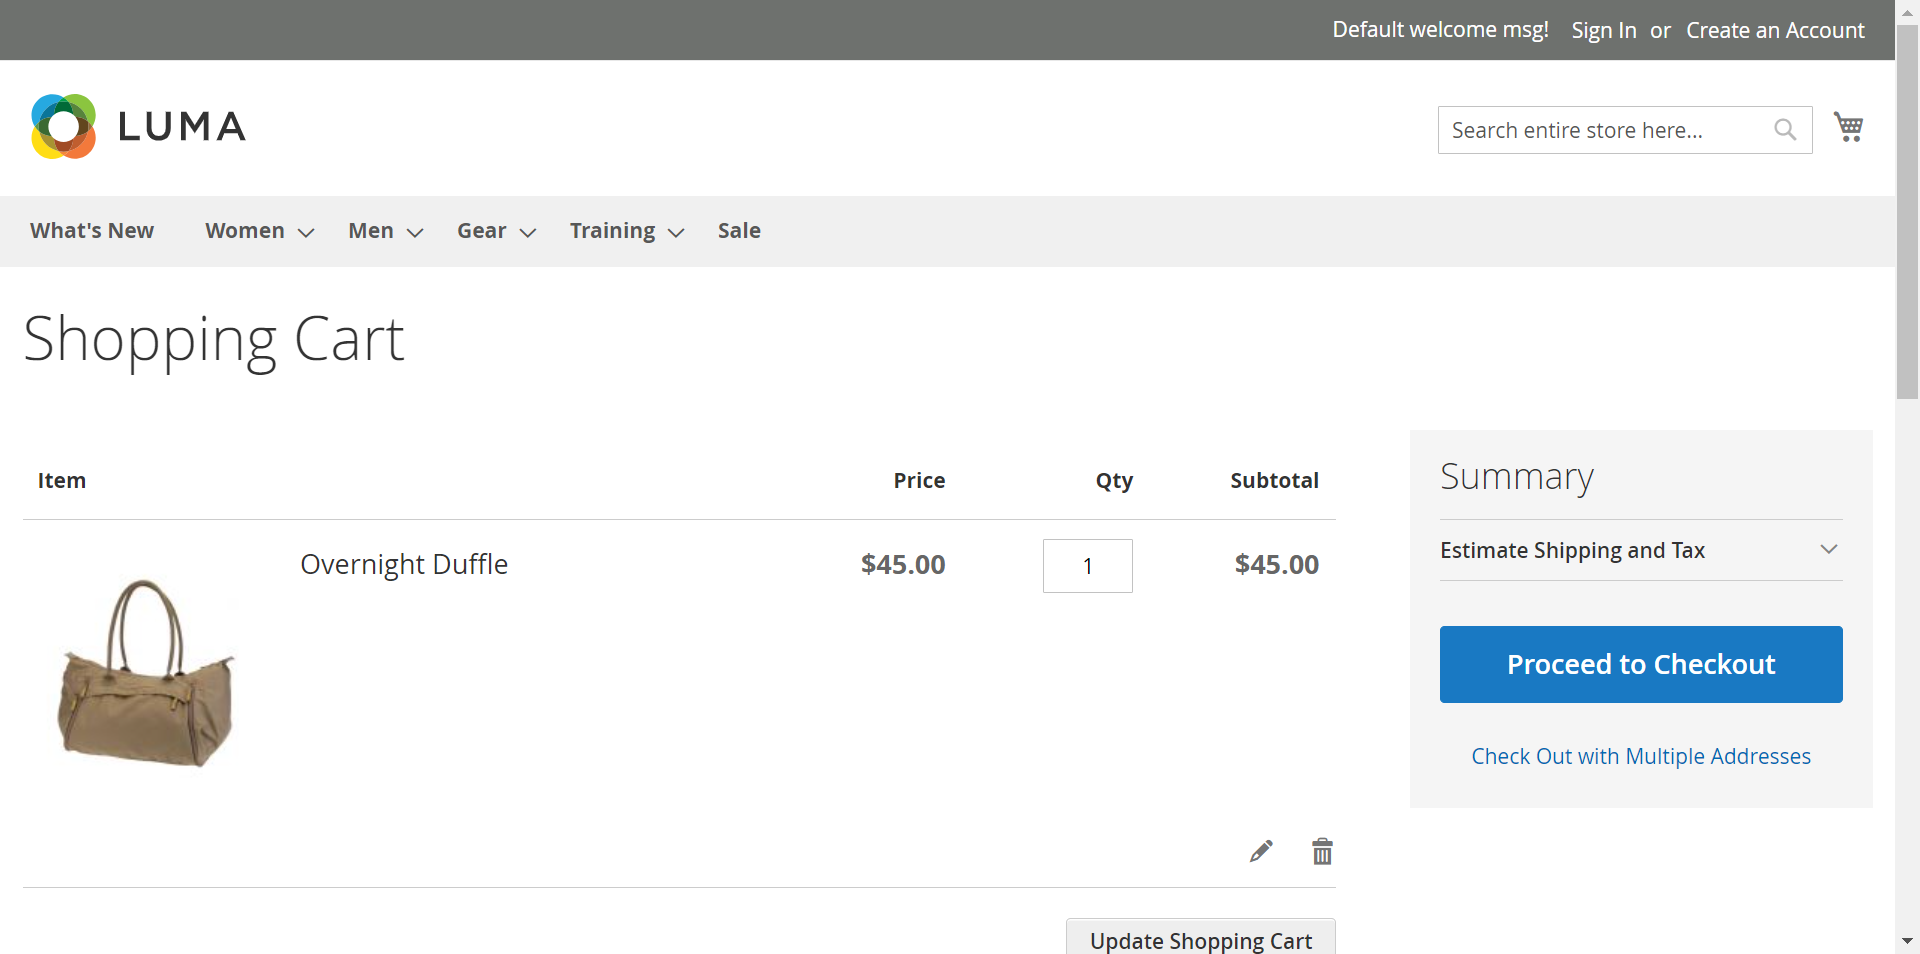 Default welcome msg! Sign In or Create an Account
LUMA
Search entire store here...
What's New Women Men Gear Training Sale
Shopping Cart
Item Price Qty Subtotal
Overnight Duffle $45.00 1 $45.00
Summary
Estimate Shipping and Tax
Proceed to Checkout
Check Out with Multiple Addresses
Update Shopping Cart